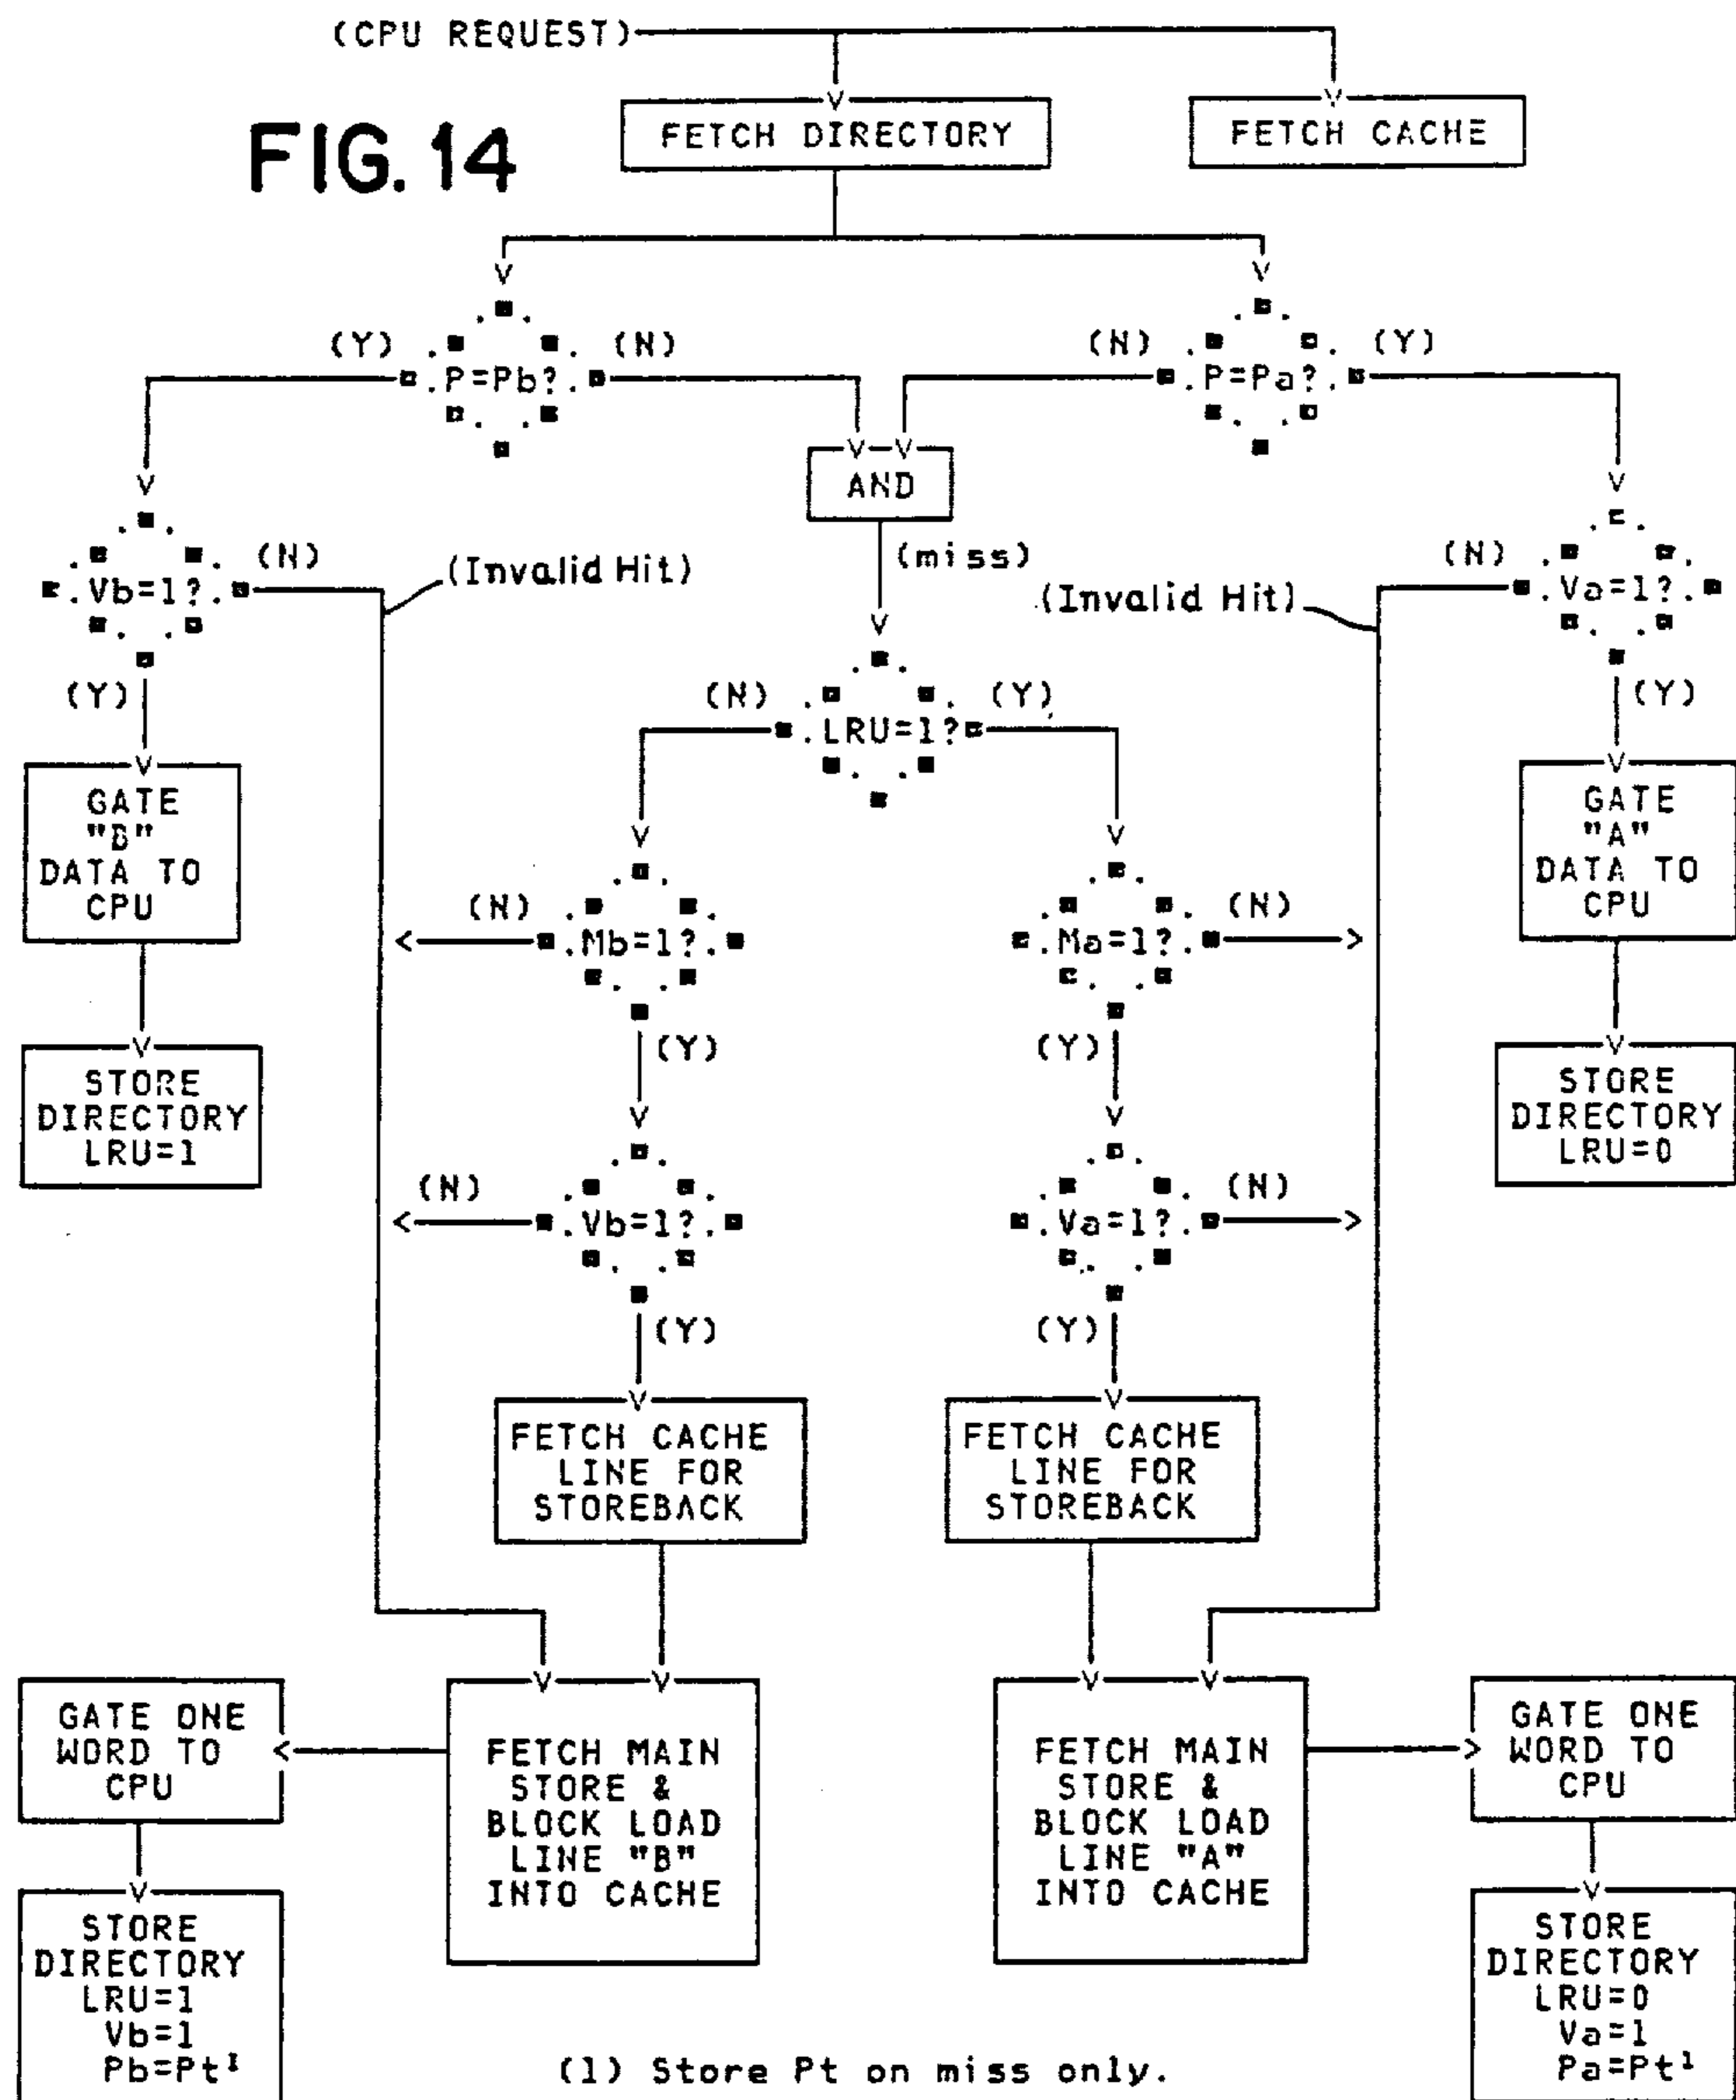 (CPU REQUEST)
FIG. 14
FETCH DIRECTORY
FETCH CACHE
(Y)
P=Pb?
(N)
(N)
P=Pa?
(Y)
AND
(miss)
Vb=1?
(N)
(Invalid Hit)
(Y)
(Invalid Hit)
(N)
Va=1?
(Y)
(N)
LRU=1?
(Y)
GATE
"B"
DATA TO
CPU
GATE
"A"
DATA TO
CPU
(N)
Mb=1?
(Y)
Ma=1?
(N)
(Y)
STORE
DIRECTORY
LRU=1
STORE
DIRECTORY
LRU=0
(N)
Vb=1?
(Y)
Va=1?
(N)
(Y)
FETCH CACHE
LINE FOR
STOREBACK
FETCH CACHE
LINE FOR
STOREBACK
GATE ONE
WORD TO
CPU
FETCH MAIN
STORE &
BLOCK LOAD
LINE "B"
INTO CACHE
FETCH MAIN
STORE &
BLOCK LOAD
LINE "A"
INTO CACHE
GATE ONE
WORD TO
CPU
STORE
DIRECTORY
LRU=1
Vb=1
Pb=Pt¹
STORE
DIRECTORY
LRU=0
Va=1
Pa=Pt¹
(1) Store Pt on miss only.